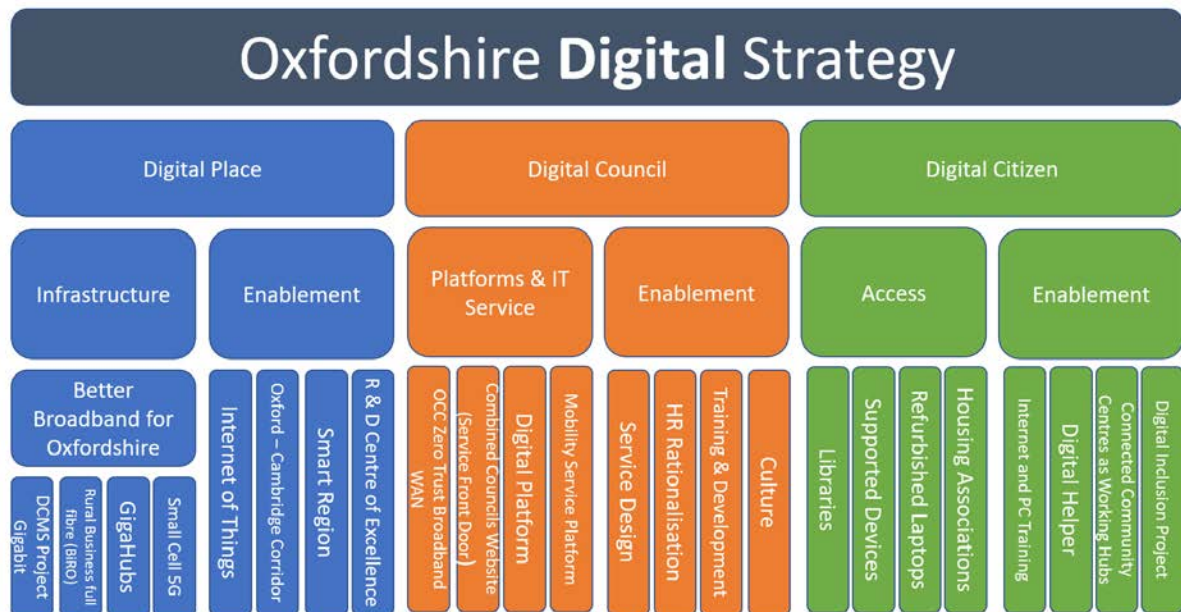 Oxfordshire Digital Strategy
Digital Place
Digital Council
Digital Citizen
Infrastructure
Enablement
Platforms & IT
Service
Enablement
Access
Enablement
Better
Broadband for
Oxfordshire
DCMS Project
Gigabit
Rural Business full
fibre (BiRO)
GigaHubs
Small Cell 5G
Internet of Things
Oxford – Cambridge Corridor
Smart Region
R & D Centre of Excellence
OCC Zero Trust Broadband
WAN
Combined Councils Website
(Service Front Door)
Digital Platform
Mobility Service Platform
Service Design
HR Rationalisation
Training & Development
Culture
Libraries
Supported Devices
Refurbished Laptops
Housing Associations
Internet and PC Training
Digital Helper
Connected Community
Centres as Working Hubs
Digital Inclusion Project